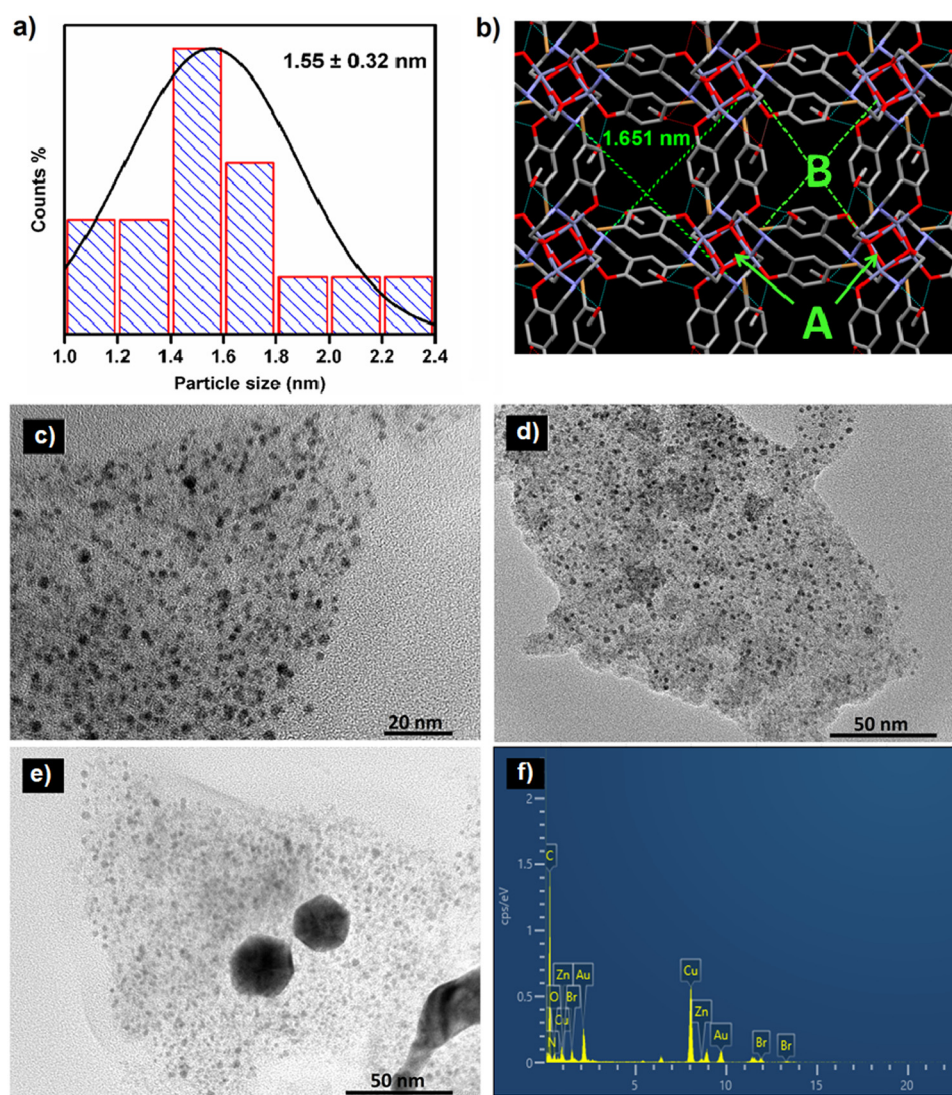 a)
1.55 ± 0.32 nm
Counts %
1.0 1.2 1.4 1.6 1.8 2.0 2.2 2.4
Particle size (nm)
b)
1.651 nm
B
A
c)
20 nm
d)
50 nm
e)
50 nm
f)
cps/eV
2
1.5
1
0.5
0
C
Zn Au
O Br
Cu
N
Cu
Zn
Au
Br Br
5 10 15 20